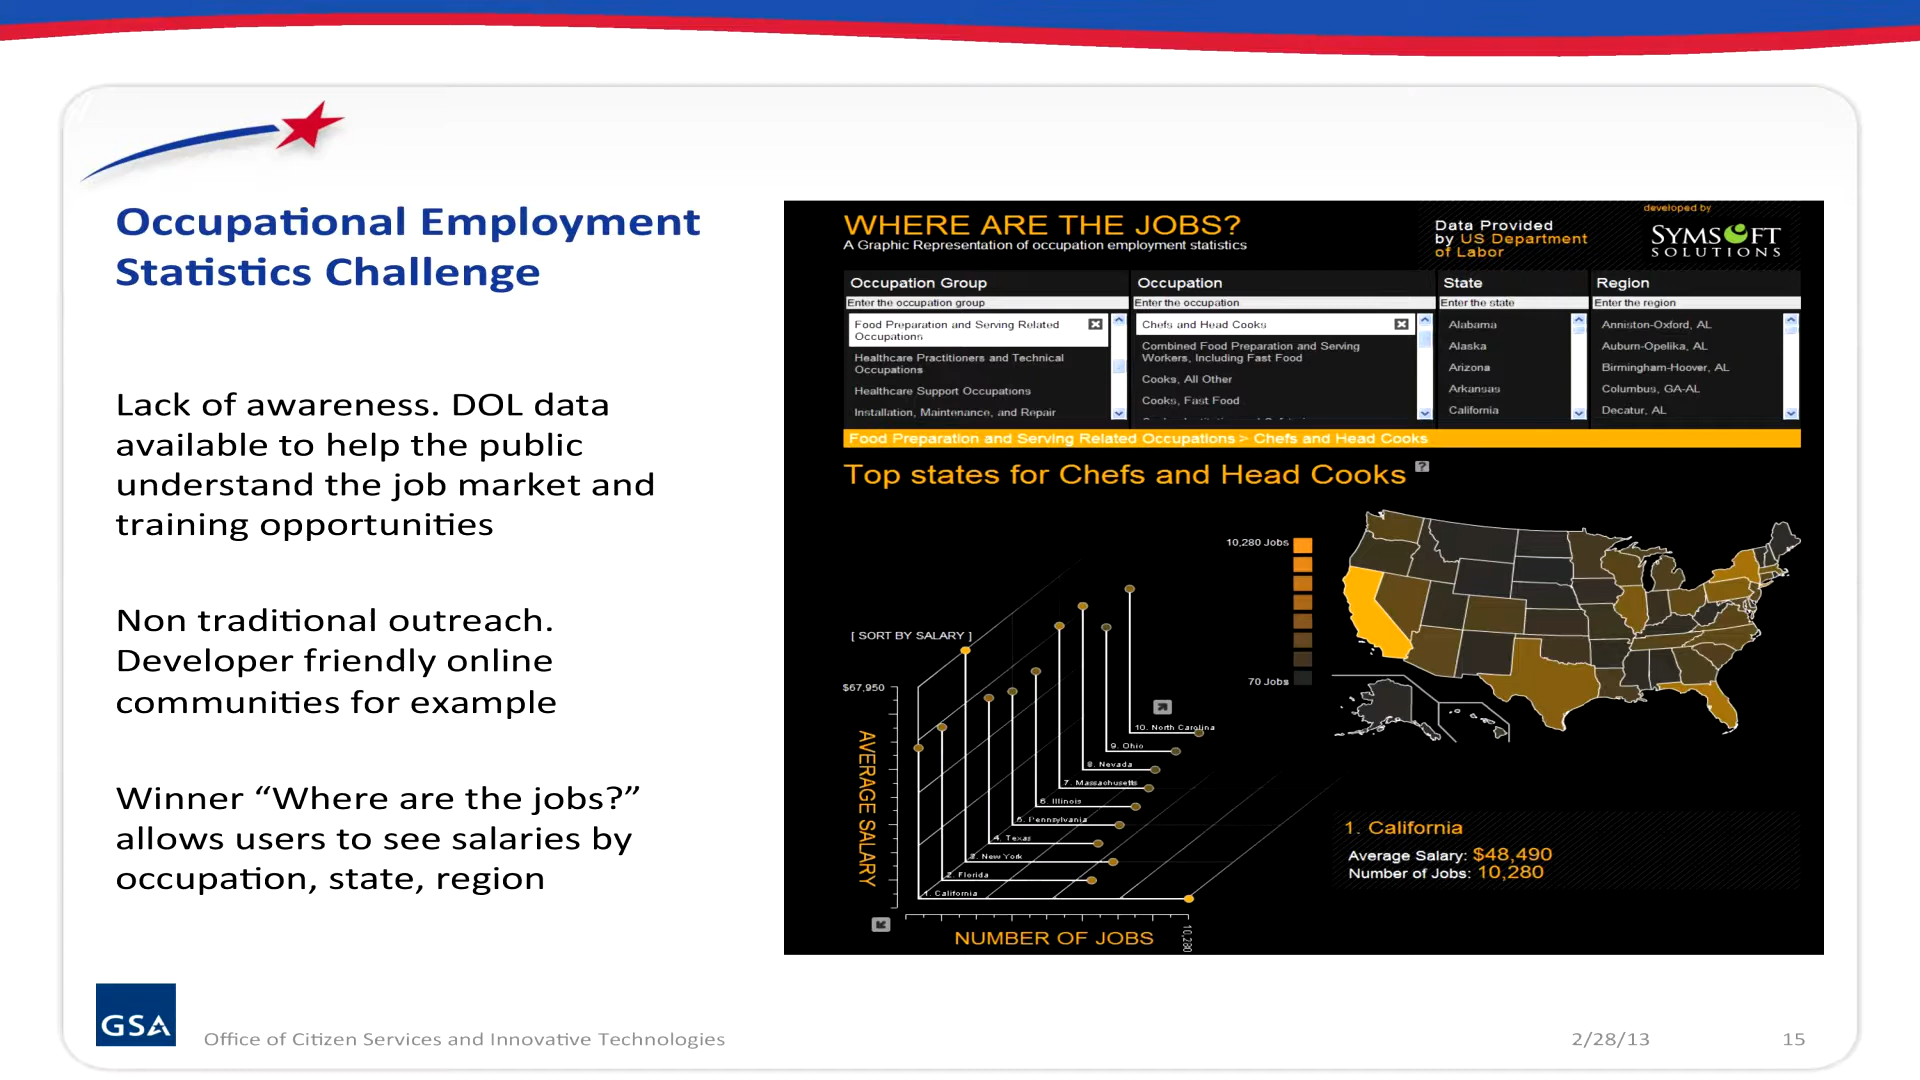 Occupational Employment
Statistics Challenge
Lack of awareness. DOL data
available to help the public
understand the job market and
training opportunities
Non traditional outreach.
Developer friendly online
communities for example
Winner “Where are the jobs?”
allows users to see salaries by
occupation, state, region
WHERE ARE THE JOBS?
A Graphic Representation of occupation employment statistics
Data Provided
by US Department
of Labor
developed by
SYMSOFT
SOLUTIONS
Occupation Group
Enter the occupation group
Food Preparation and Serving Related
Occupations
Healthcare Practitioners and Technical
Occupations
Healthcare Support Occupations
Installation, Maintenance, and Repair
Occupation
Enter the occupation
Chefs and Head Cooks
Combined Food Preparation and Serving
Workers, Including Fast Food
Cooks, All Other
Cooks, Fast Food
State
Enter the state
Alabama
Alaska
Arizona
Arkansas
California
Region
Enter the region
Anniston-Oxford, AL
Auburn-Opelika, AL
Birmingham-Hoover, AL
Columbus, GA-AL
Decatur, AL
Food Preparation and Serving Related Occupations > Chefs and Head Cooks
Top states for Chefs and Head Cooks ?
10,280 Jobs
70 Jobs
[ SORT BY SALARY ]
$67,950
AVERAGE SALARY
10. North Carolina
9. Ohio
8. Nevada
7. Massachusetts
6. Illinois
5. Pennsylvania
4. Texas
3. New York
2. Florida
1. California
NUMBER OF JOBS
10,280
1. California
Average Salary: $48,490
Number of Jobs: 10,280
GSA
Office of Citizen Services and Innovative Technologies
2/28/13
15